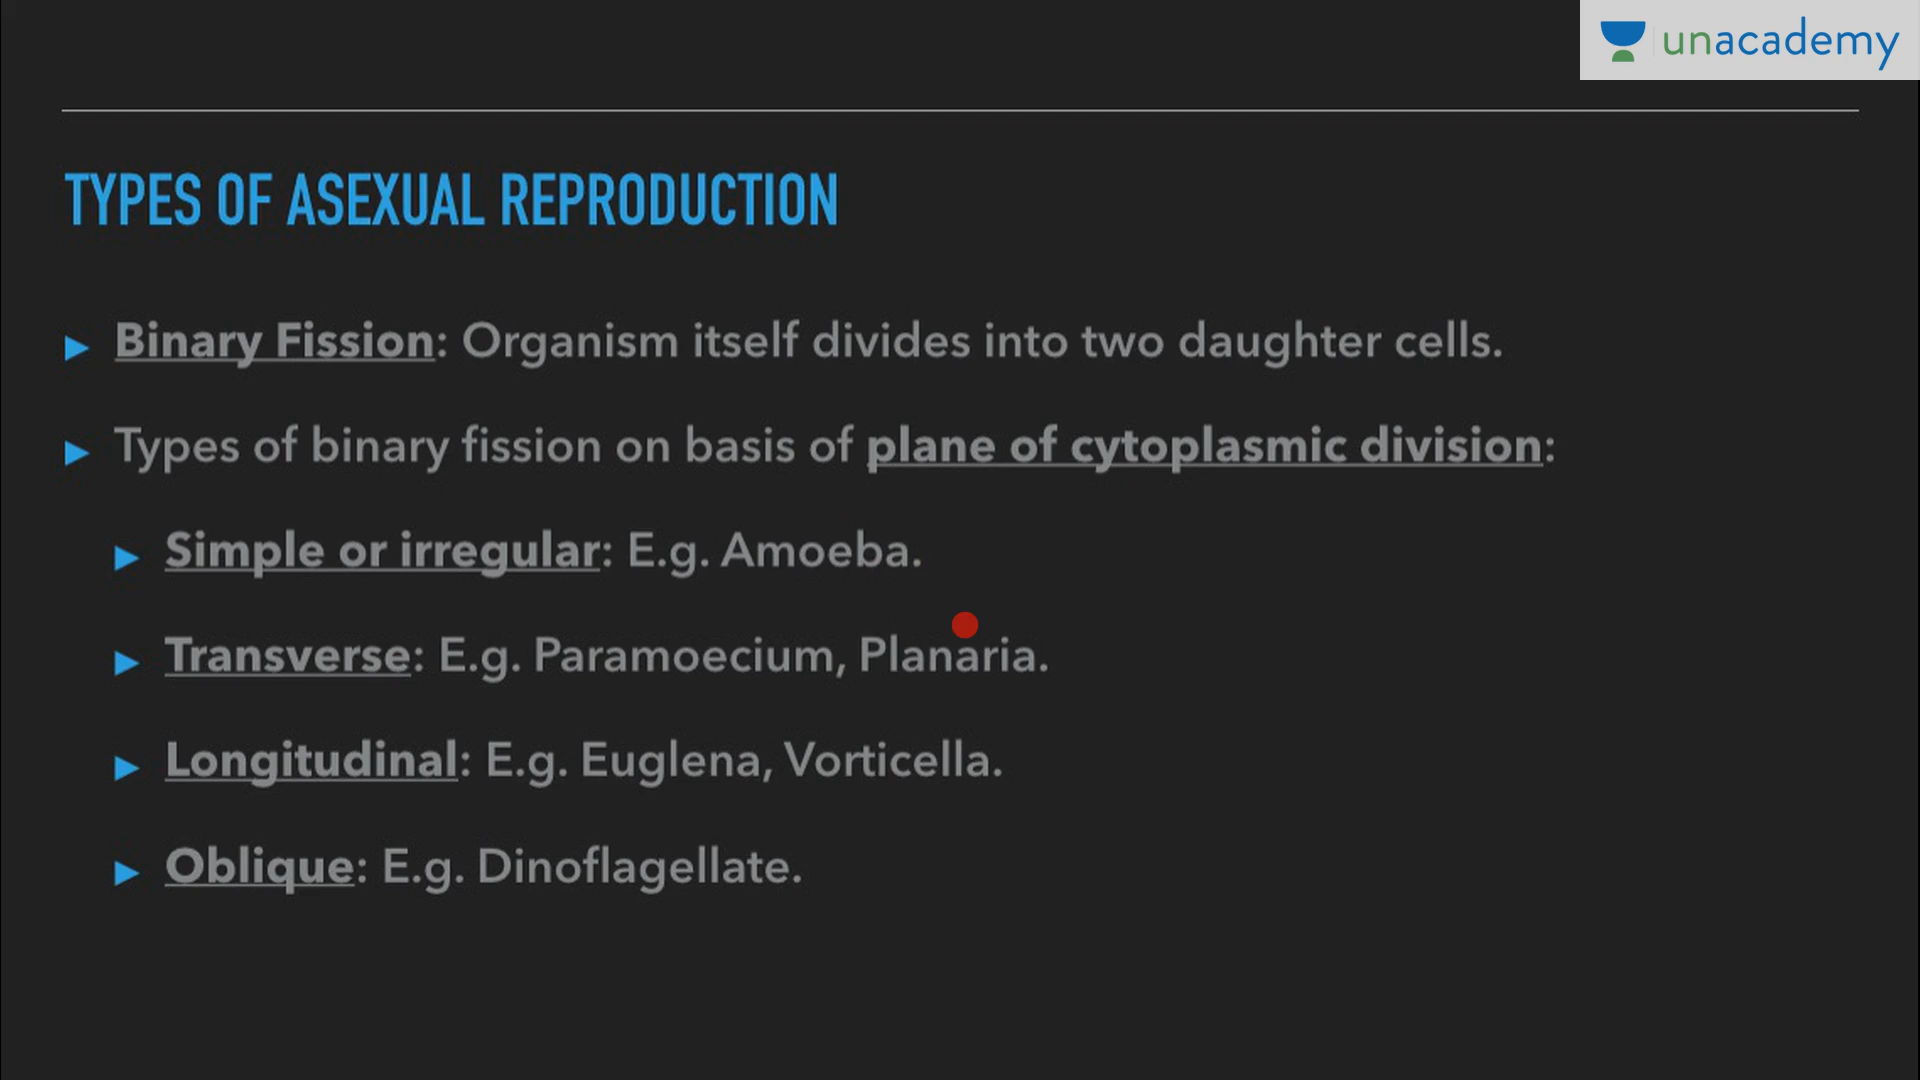 unacademy
TYPES OF ASEXUAL REPRODUCTION
Binary Fission: Organism itself divides into two daughter cells.
Types of binary fission on basis of plane of cytoplasmic division:
Simple or irregular: E.g. Amoeba.
Transverse: E.g. Paramoecium, Planaria.
Longitudinal: E.g. Euglena, Vorticella.
Oblique: E.g. Dinoflagellate.